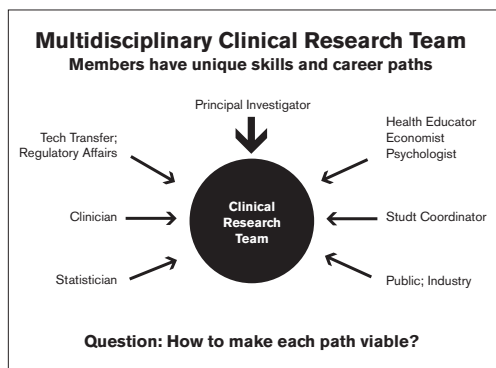 Multidisciplinary Clinical Research Team
Members have unique skills and career paths
Principal Investigator
Tech Transfer;
Regulatory Affairs
Health Educator
Economist
Psychologist
Clinician
Clinical
Research
Team
Studt Coordinator
Statistician
Public; Industry
Question: How to make each path viable?